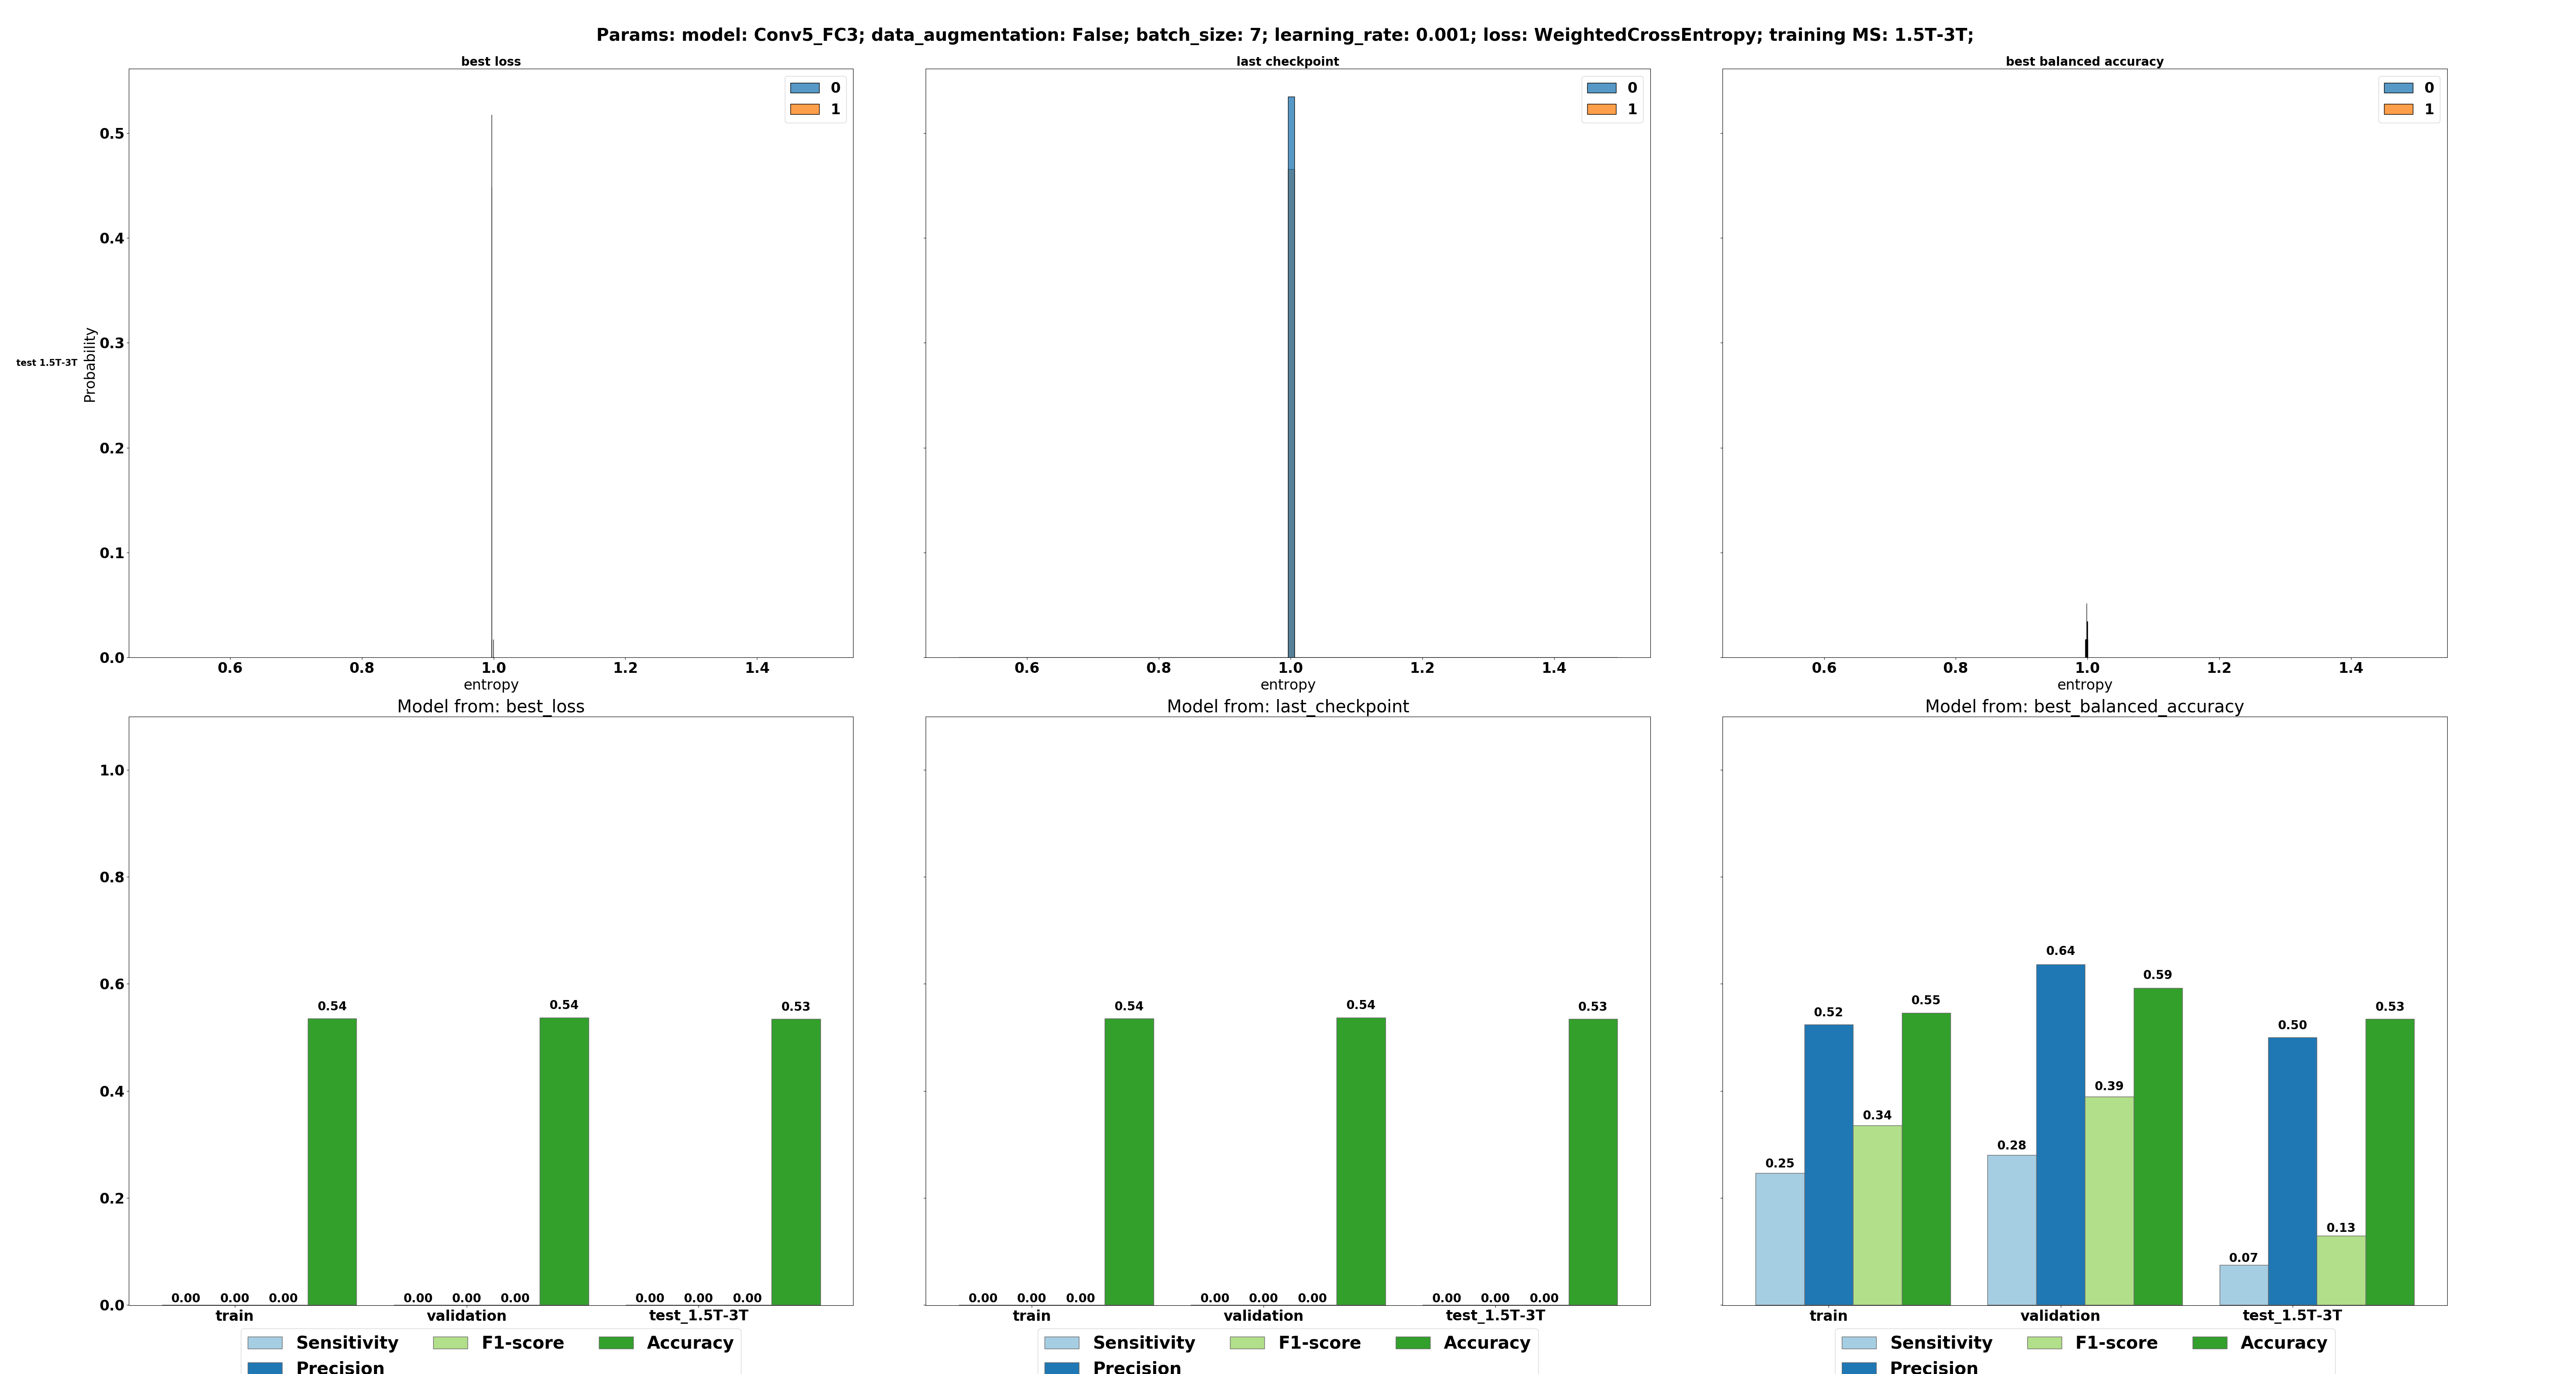 Params: model: Conv5_FC3; data_augmentation: False; batch_size: 7; learning_rate: 0.001; loss: WeightedCrossEntropy; training MS: 1.5T-3T;
best loss
last checkpoint
best balanced accuracy
0
1
0
1
0
1
0.5
0.4
0.3
0.2
0.1
0.0
Probability
test 1.5T-3T
0.6 0.8 1.0 1.2 1.4
0.6 0.8 1.0 1.2 1.4
0.6 0.8 1.0 1.2 1.4
entropy
entropy
entropy
Model from: best_loss
1.0
0.8
0.6
0.4
0.2
0.0
0.00 0.00 0.00 0.54
0.00 0.00 0.00 0.54
0.00 0.00 0.00 0.53
train validation test_1.5T-3T
Sensitivity F1-score Accuracy
Precision
Model from: last_checkpoint
0.00 0.00 0.00 0.54
0.00 0.00 0.00 0.54
0.00 0.00 0.00 0.53
train validation test_1.5T-3T
Sensitivity F1-score Accuracy
Precision
Model from: best_balanced_accuracy
0.25 0.52 0.34 0.55
0.28 0.64 0.39 0.59
0.07 0.50 0.13 0.53
train validation test_1.5T-3T
Sensitivity F1-score Accuracy
Precision